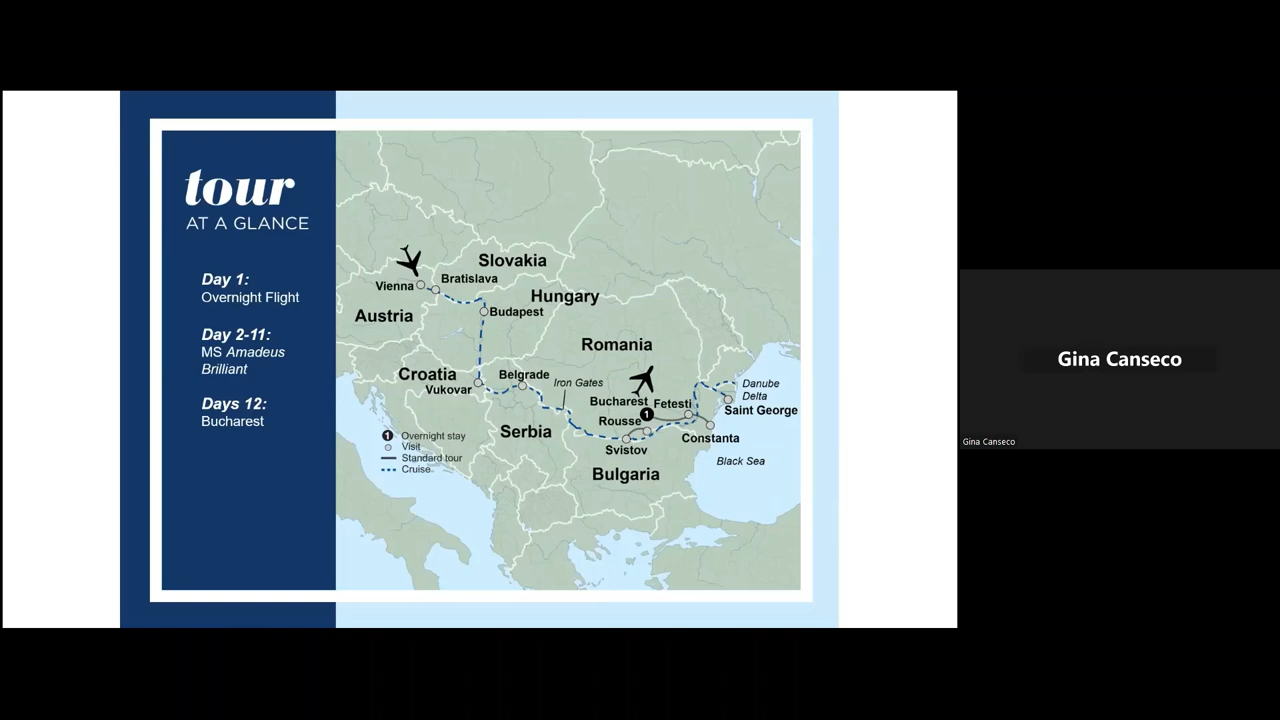 tour
AT A GLANCE
Day 1:
Overnight Flight
Day 2-11:
MS Amadeus
Brilliant
Days 12:
Bucharest
Slovakia
Bratislava
Vienna
Hungary
Austria
Budapest
Romania
Croatia
Belgrade
Iron Gates
Vukovar
Danube
Delta
Bucharest
Fetesti
Saint George
1
Rousse
Serbia
Constanta
Svistov
Black Sea
Bulgaria
1 Overnight stay
Visit
Standard tour
Cruise
Gina Canseco
Gina Canseco